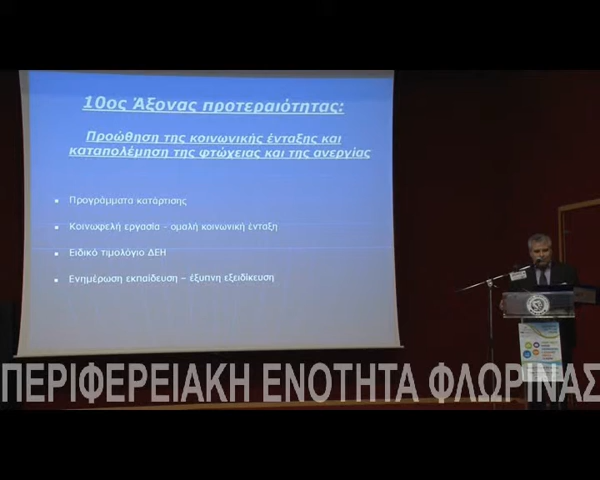 10ος Άξονας προτεραιότητας:
Προώθηση της κοινωνικής ένταξης και
καταπολέμηση της φτώχειας και της ανεργίας
Προγράμματα κατάρτισης
Κοινωφελή εργασία - ομαλή κοινωνική ένταξη
Ειδικό τιμολόγιο ΔΕΗ
Ενημέρωση εκπαίδευση – έξυπνη εξειδίκευση
ΠΕΡΙΦΕΡΕΙΑΚΗ ΕΝΟΤΗΤΑ ΦΛΩΡΙΝΑΣ